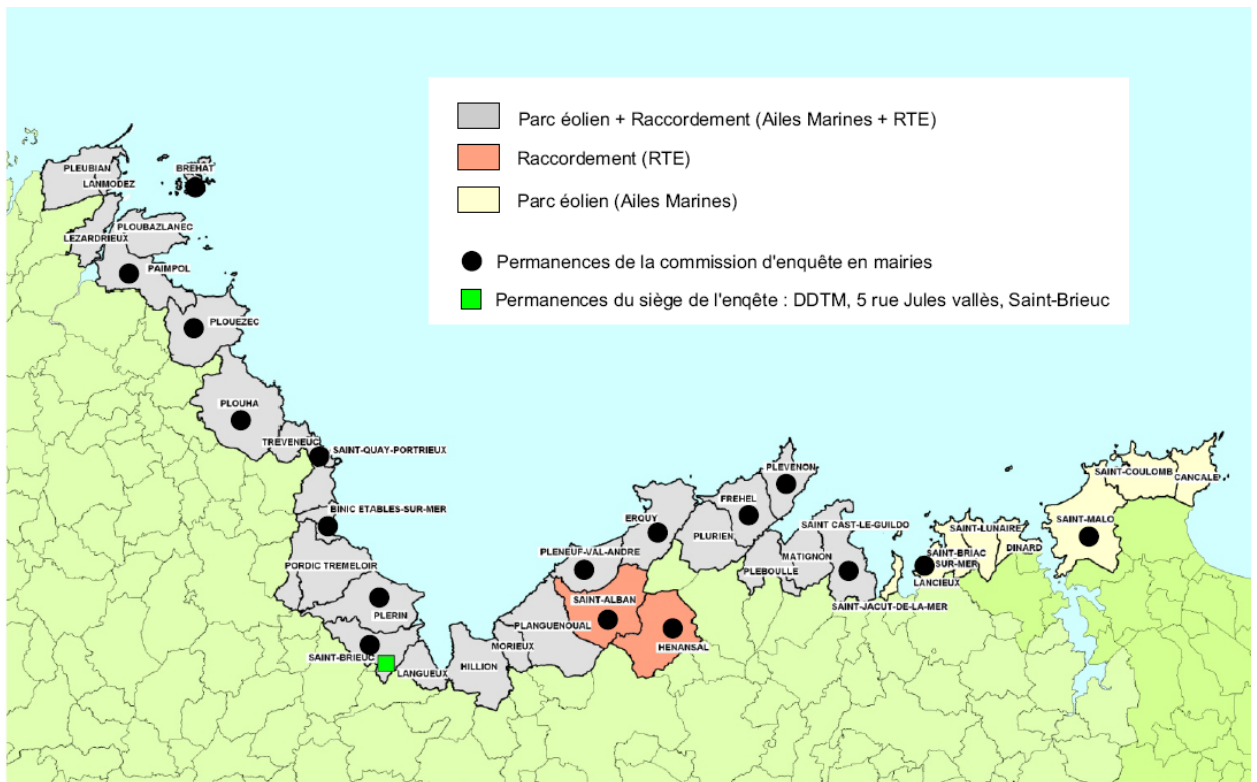 Parc éolien + Raccordement (Ailes Marines + RTE)
Raccordement (RTE)
Parc éolien (Ailes Marines)
Permanences de la commission d'enquête en mairies
Permanences du siège de l'enqête : DDTM, 5 rue Jules vallès, Saint-Brieuc
PLEUBIAN
LANMODEZ
BREHAT
LEZARDRIEUX
PLOUBAZLANEC
PAIMPOL
PLOUEZEC
PLOUHA
TREVENEUC
SAINT-QUAY-PORTRIEUX
BINIC ETABLES-SUR-MER
PORDIC TREMELOIR
PLERIN
SAINT-BRIEUC
LANGUEUX
HILLION
MORIEUX
PLANGUENOUAL
PLENEUF-VAL-ANDRE
SAINT-ALBAN
HENANSAL
ERQUY
PLURIEN
FREHEL
PLEVENON
PLEBOULLE
MATIGNON
SAINT CAST-LE-GUILDO
SAINT-JACUT-DE-LA-MER
LANCIEUX
SAINT-BRIAC
SUR-MER
SAINT-LUNAIRE
DINARD
SAINT-MALO
SAINT-COULOMB
CANCALE